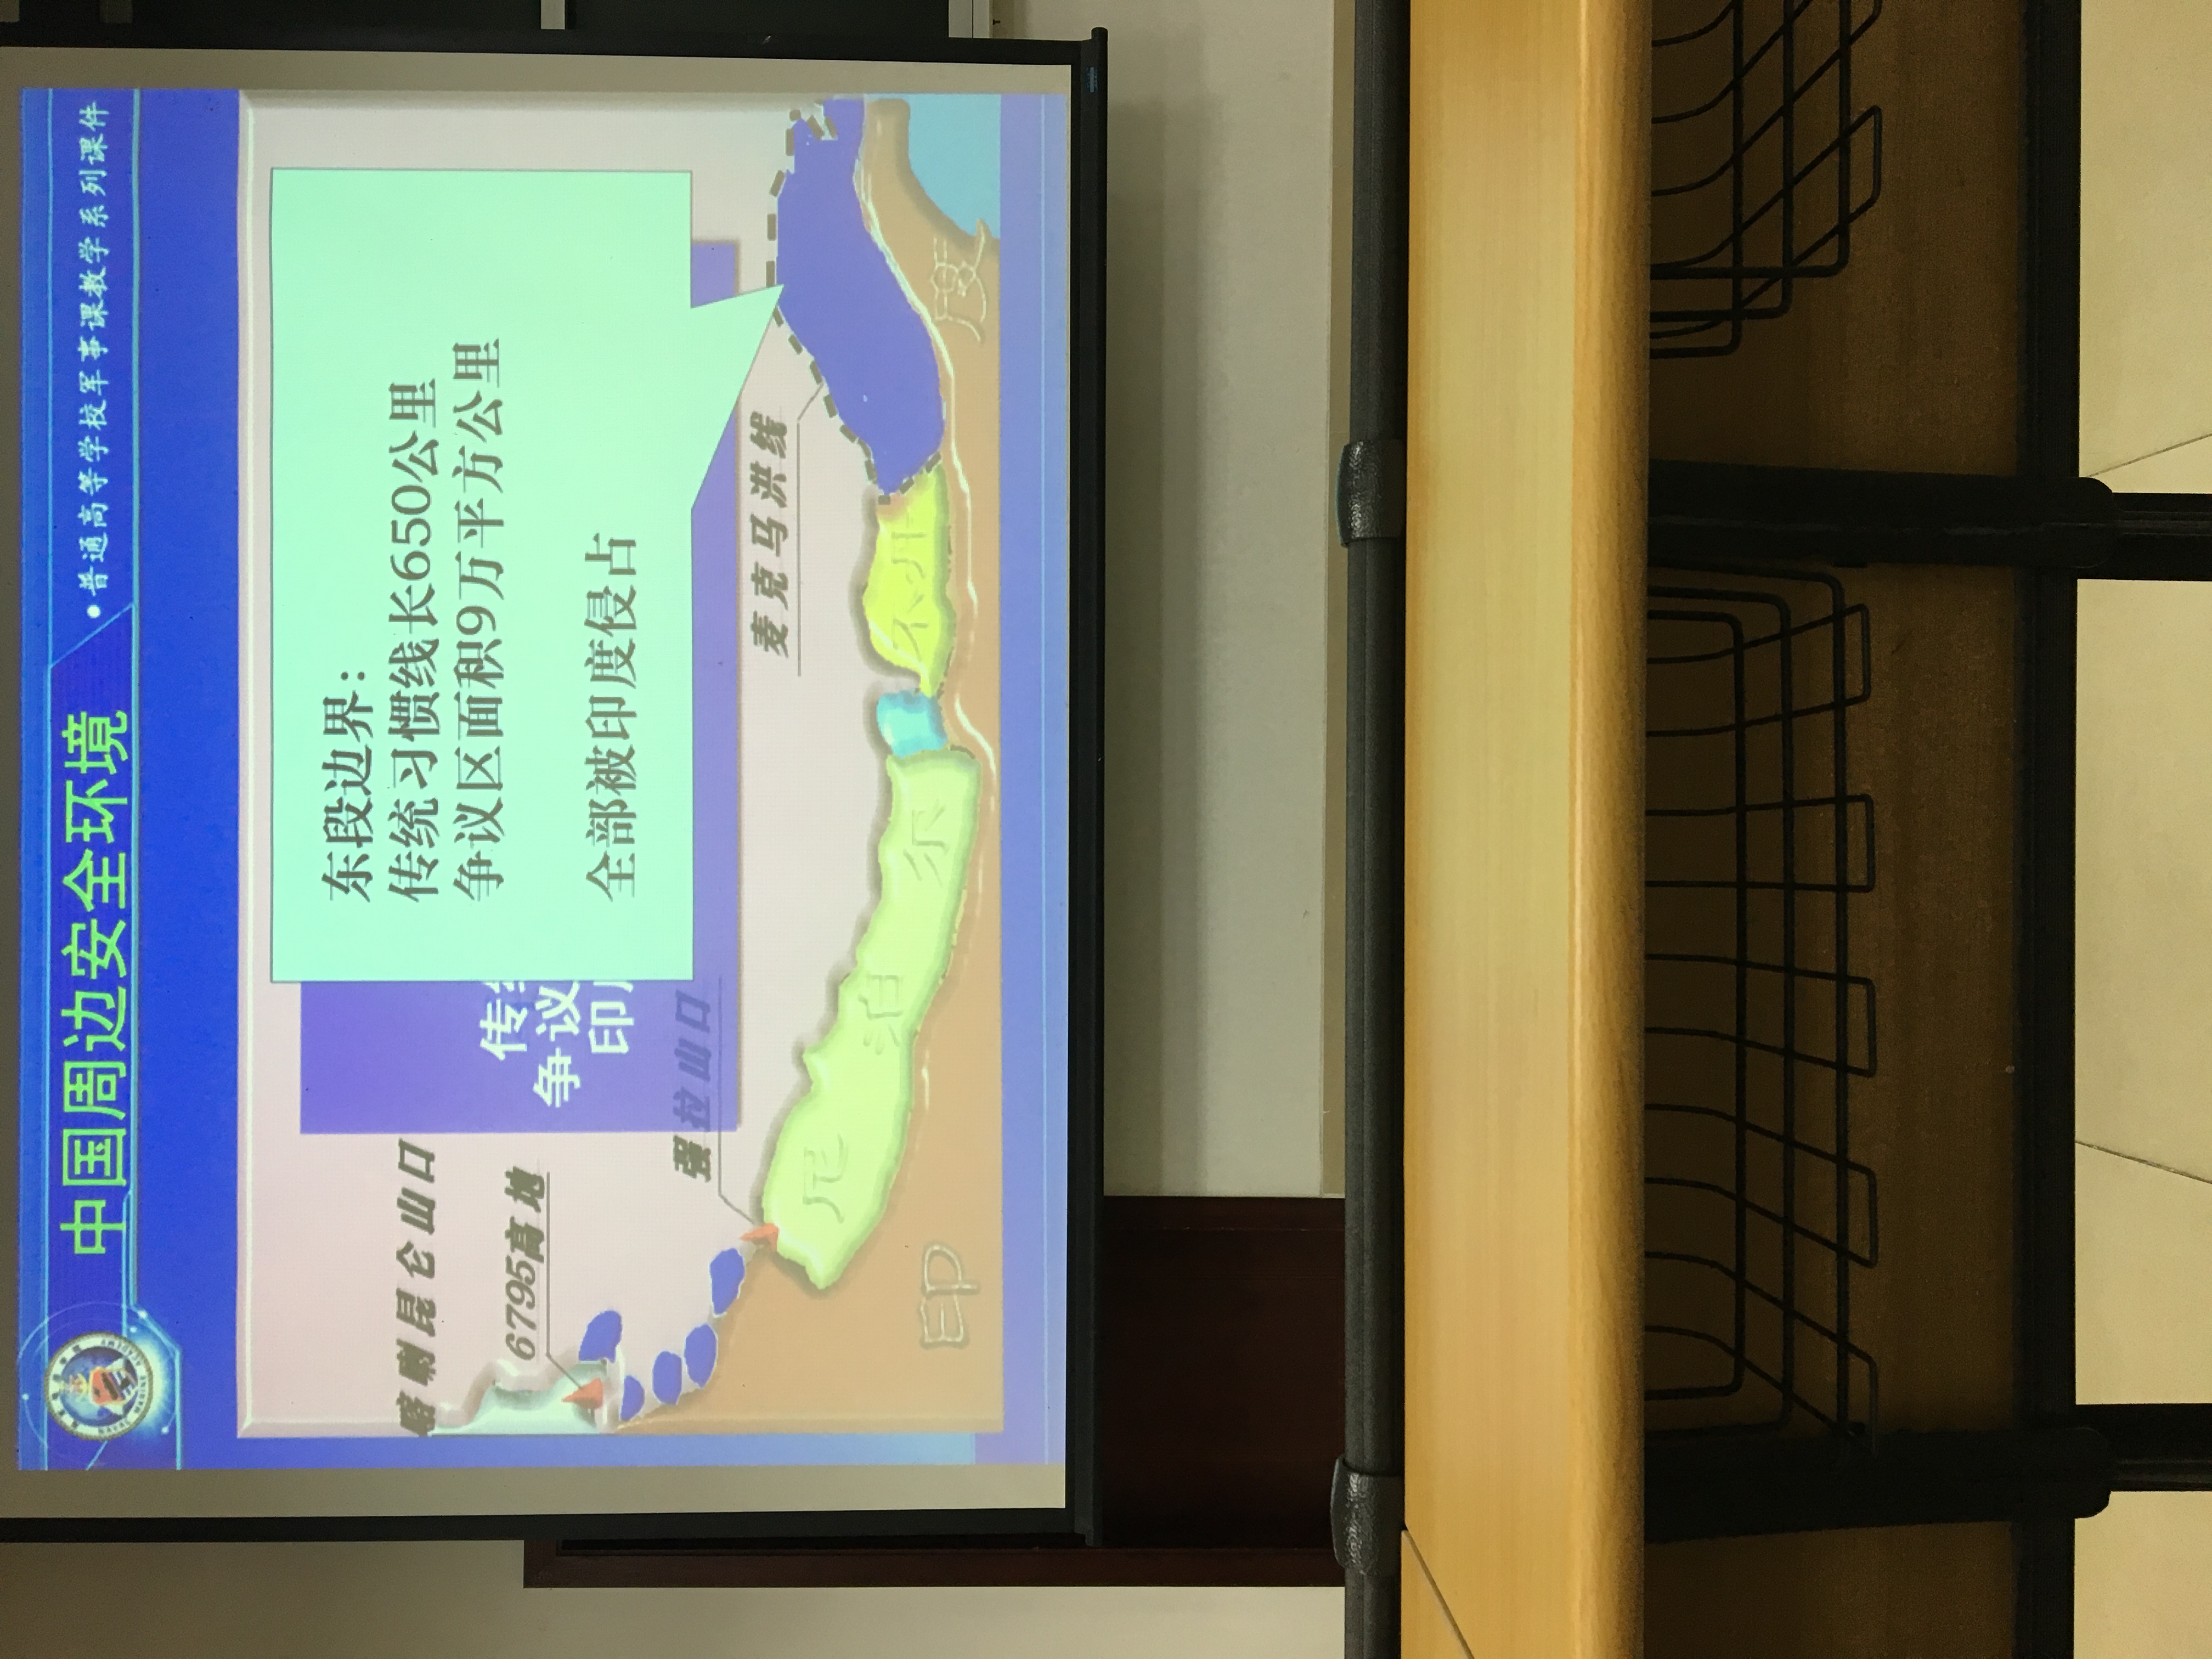 中国周边安全环境
•普通高等学校军事课教学系列课件
东段边界：
传统习惯线长650公里
争议区面积9万平方公里
全部被印度侵占
喀喇昆仑山口
6795高地
传
争议
印
强拉山口
麦克马洪线
尼泊尔
不丹
印度